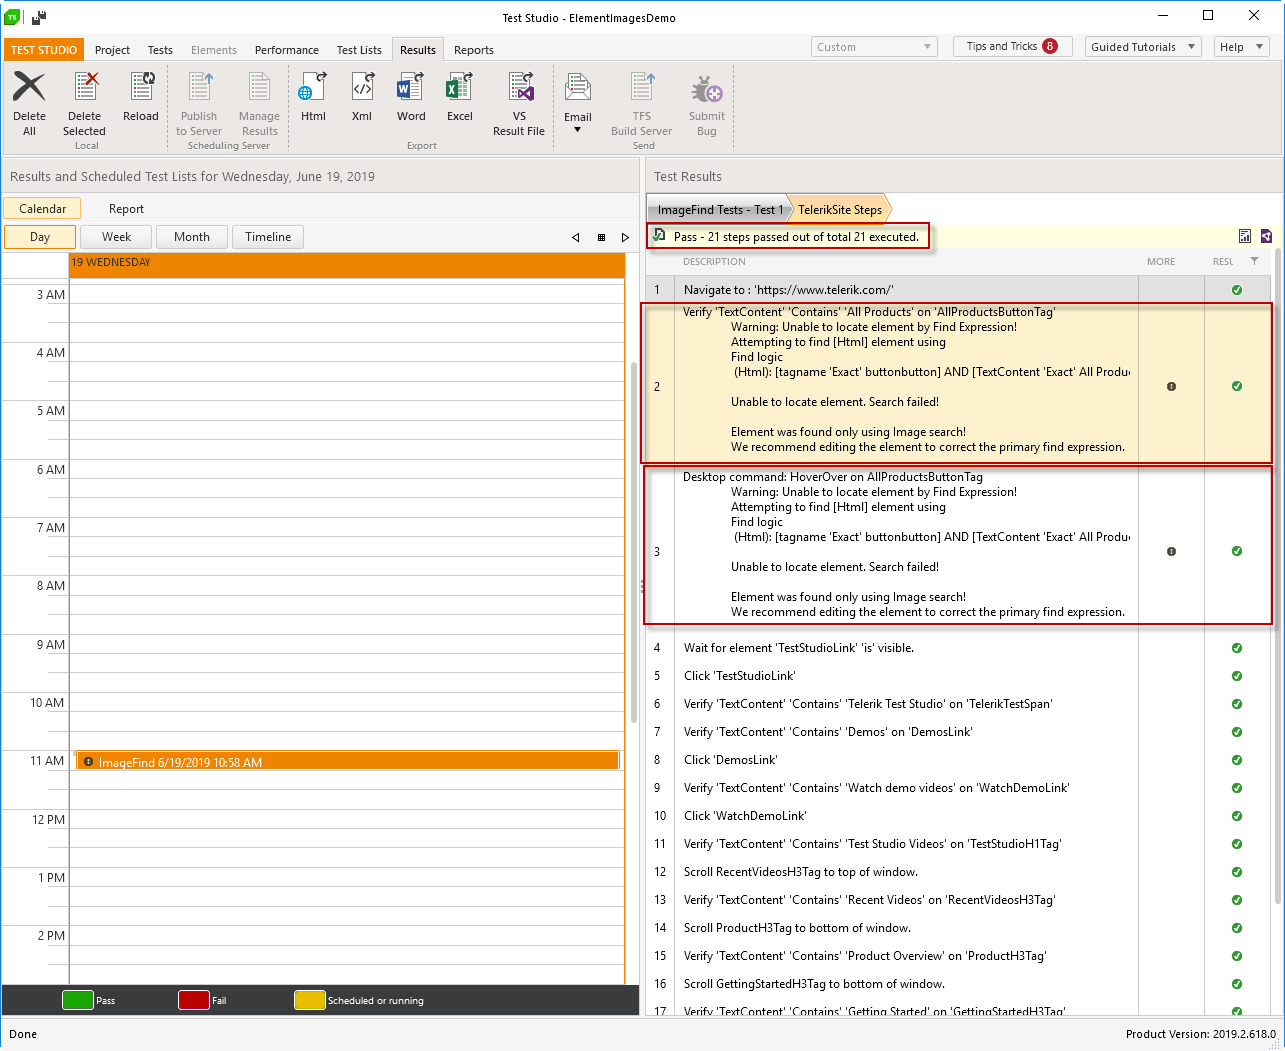 TS
Test Studio - ElementImagesDemo
TEST STUDIO
Project
Tests
Elements
Performance
Test Lists
Results
Reports
Custom
Tips and Tricks 8
Guided Tutorials
Help
Delete
All
Delete
Selected
Reload
Local
Publish
to Server
Manage
Results
Scheduling Server
Html
Xml
Word
Excel
VS
Result File
Export
Email
TFS
Build Server
Submit
Bug
Send
Results and Scheduled Test Lists for Wednesday, June 19, 2019
Calendar
Report
Day
Week
Month
Timeline
19 WEDNESDAY
3 AM
4 AM
5 AM
6 AM
7 AM
8 AM
9 AM
10 AM
11 AM
ImageFind 6/19/2019 10:58 AM
12 PM
1 PM
2 PM
Pass
Fail
Scheduled or running
Test Results
ImageFind Tests - Test 1
TelerikSite Steps
Pass - 21 steps passed out of total 21 executed.
DESCRIPTION
MORE
RESU
1 Navigate to : 'https://www.telerik.com/'
2 Verify 'TextContent' 'Contains' 'All Products' on 'AllProductsButtonTag'
Warning: Unable to locate element by Find Expression!
Attempting to find [Html] element using
Find logic
(Html): [tagname 'Exact' buttonbutton] AND [TextContent 'Exact' All Produ
Unable to locate element. Search failed!
Element was found only using Image search!
We recommend editing the element to correct the primary find expression.
3 Desktop command: HoverOver on AllProductsButtonTag
Warning: Unable to locate element by Find Expression!
Attempting to find [Html] element using
Find logic
(Html): [tagname 'Exact' buttonbutton] AND [TextContent 'Exact' All Produ
Unable to locate element. Search failed!
Element was found only using Image search!
We recommend editing the element to correct the primary find expression.
4 Wait for element 'TestStudioLink' 'is' visible.
5 Click 'TestStudioLink'
6 Verify 'TextContent' 'Contains' 'Telerik Test Studio' on 'TelerikTestSpan'
7 Verify 'TextContent' 'Contains' 'Demos' on 'DemosLink'
8 Click 'DemosLink'
9 Verify 'TextContent' 'Contains' 'Watch demo videos' on 'WatchDemoLink'
10 Click 'WatchDemoLink'
11 Verify 'TextContent' 'Contains' 'Test Studio Videos' on 'TestStudioH1Tag'
12 Scroll RecentVideosH3Tag to top of window.
13 Verify 'TextContent' 'Contains' 'Recent Videos' on 'RecentVideosH3Tag'
14 Scroll ProductH3Tag to bottom of window.
15 Verify 'TextContent' 'Contains' 'Product Overview' on 'ProductH3Tag'
16 Scroll GettingStartedH3Tag to bottom of window.
17 Verify 'TextContent' 'Contains' 'Getting Started' on 'GettingStartedH3Tag'
Done
Product Version: 2019.2.618.0